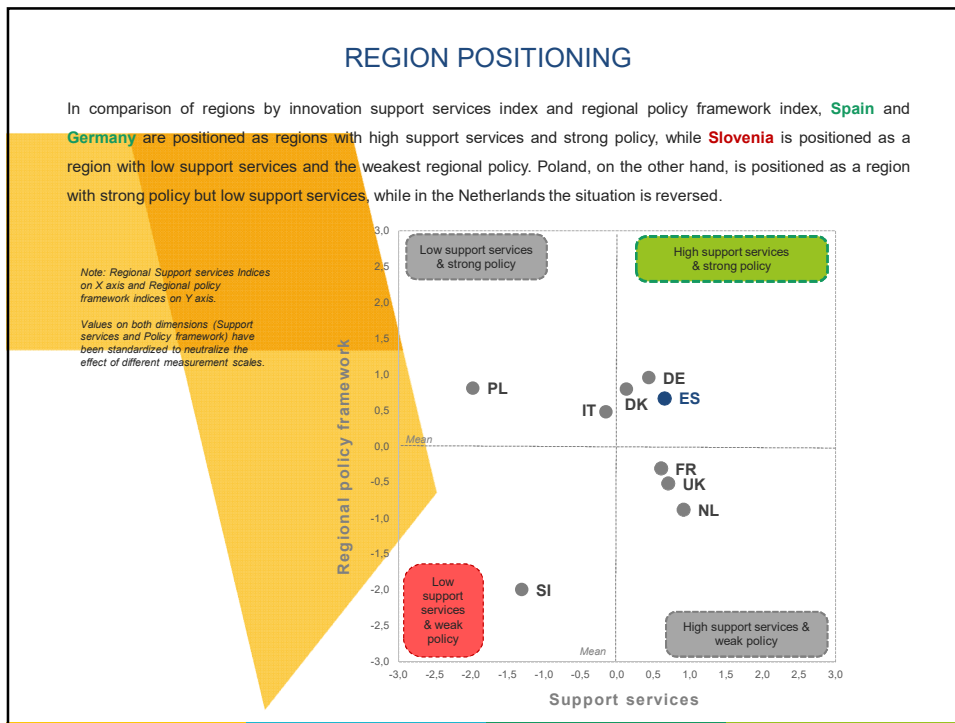 REGION POSITIONING
In comparison of regions by innovation support services index and regional policy framework index, Spain and
Germany are positioned as regions with high support services and strong policy, while Slovenia is positioned as a
region with low support services and the weakest regional policy. Poland, on the other hand, is positioned as a region
with strong policy but low support services, while in the Netherlands the situation is reversed.
Note: Regional Support services Indices
on X axis and Regional policy
framework indices on Y axis.
Values on both dimensions (Support
services and Policy framework) have
been standardized to neutralize the
effect of different measurement scales.
Regional policy framework
3,0
2,5
2,0
1,5
1,0
0,5
0,0
-0,5
-1,0
-1,5
-2,0
-2,5
-3,0
Low support services
& strong policy
High support services
& strong policy
PL
IT
DK
DE
ES
Mean
FR
UK
NL
SI
Low
support
services
& weak
policy
High support services &
weak policy
Mean
-3,0 -2,5 -2,0 -1,5 -1,0 -0,5 0,0 0,5 1,0 1,5 2,0 2,5 3,0
Support services